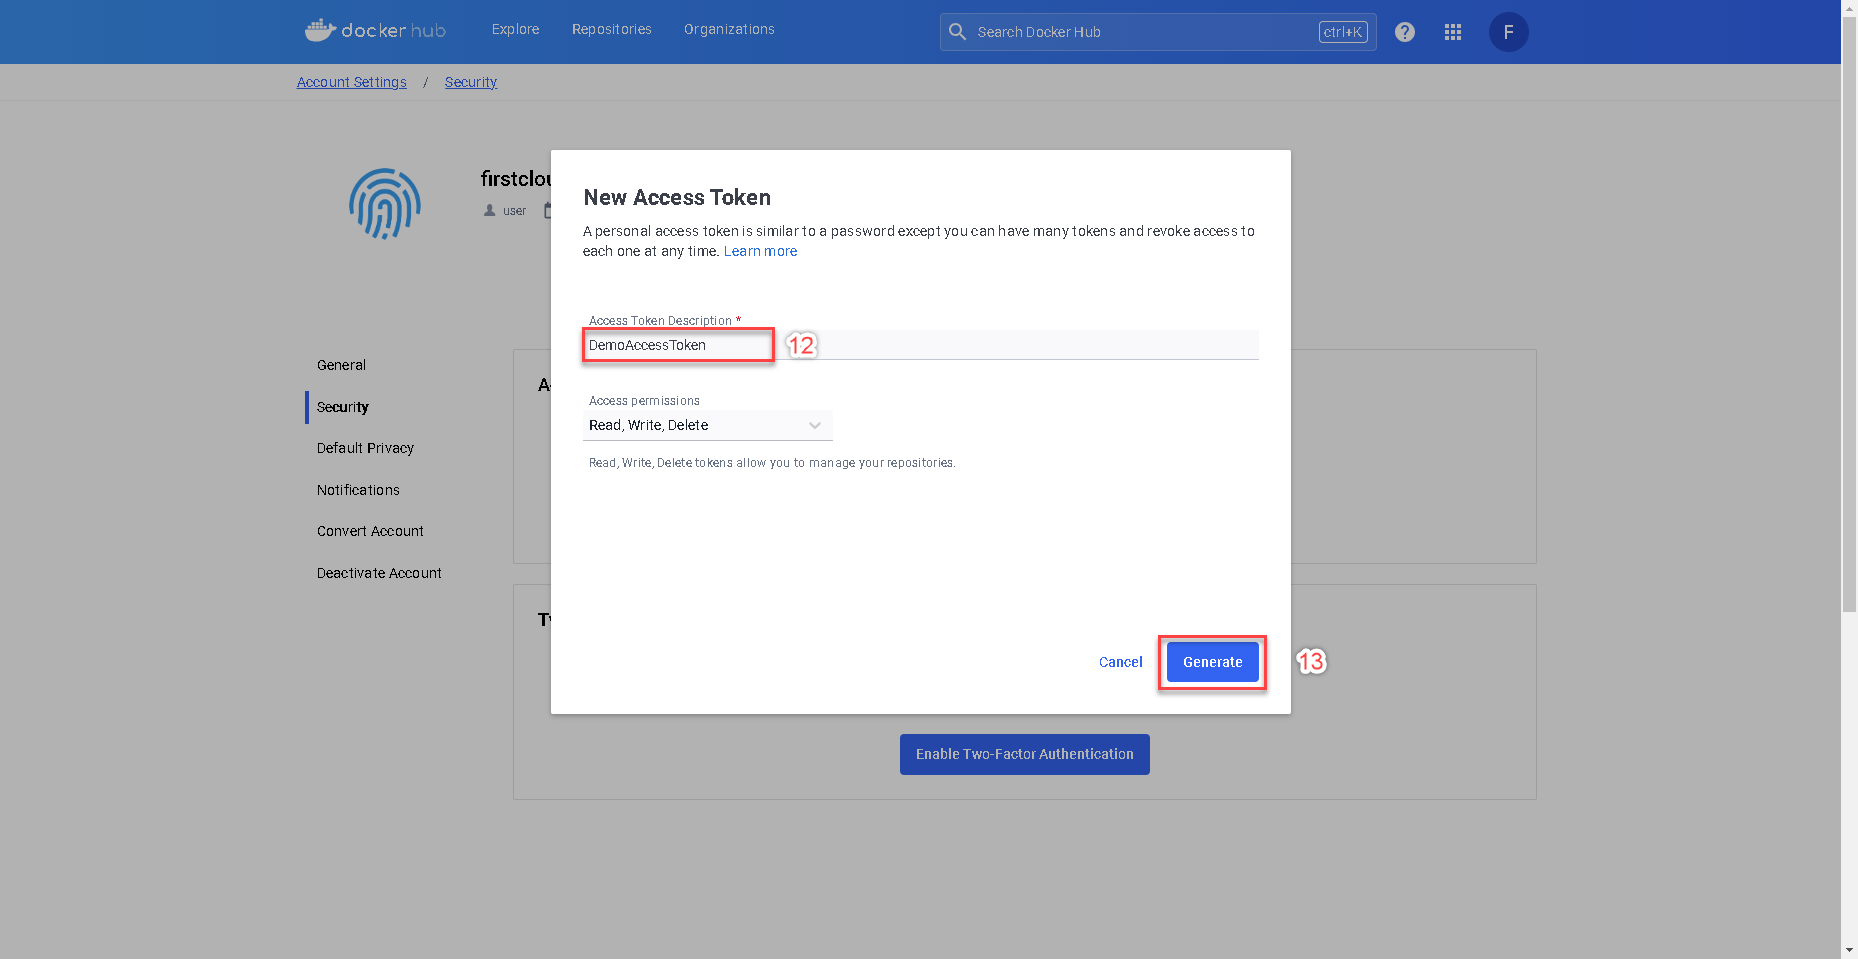 docker hub
Explore
Repositories
Organizations
Search Docker Hub
ctrl+K
?
F
Account Settings / Security
user
New Access Token
A personal access token is similar to a password except you can have many tokens and revoke access to
each one at any time. Learn more
Access Token Description *
DemoAccessToken
12
Access permissions
Read, Write, Delete
Read, Write, Delete tokens allow you to manage your repositories.
General
Security
Default Privacy
Notifications
Convert Account
Deactivate Account
Cancel
Generate
13
Enable Two-Factor Authentication